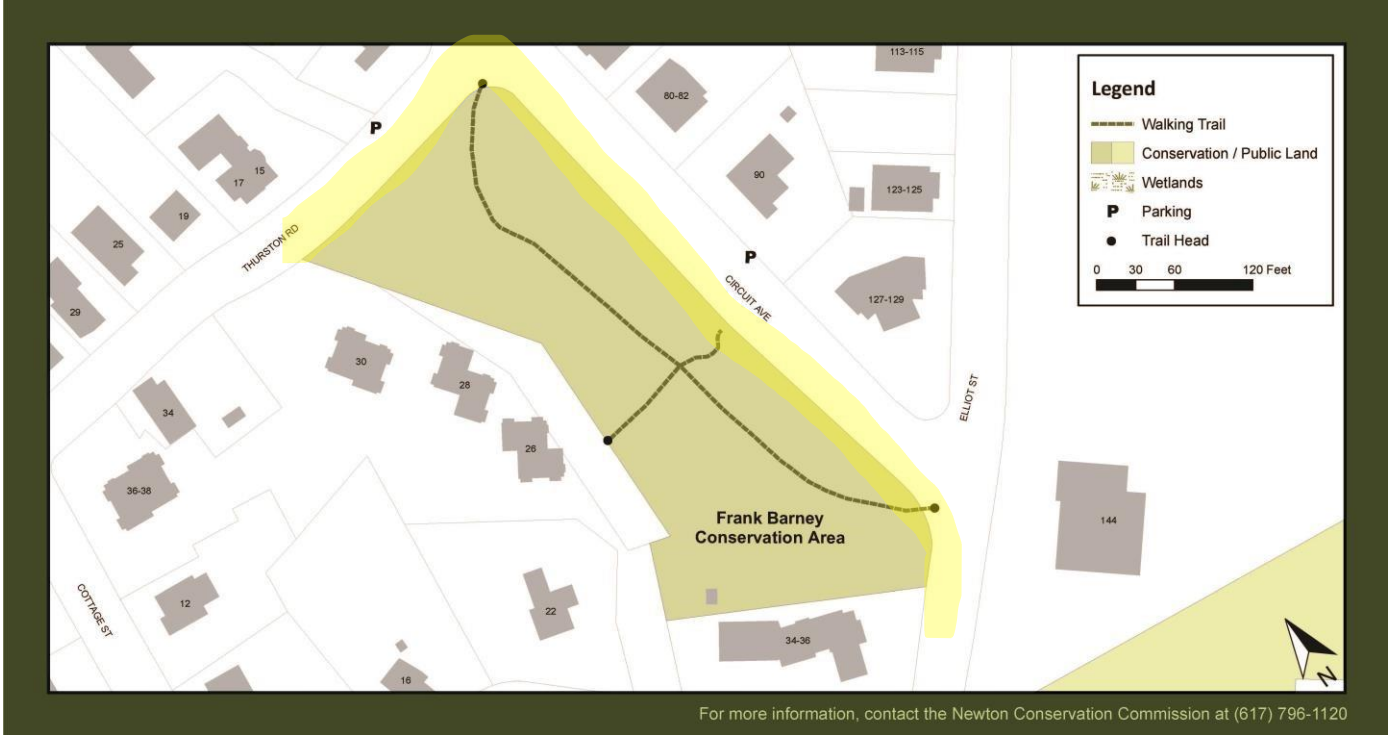 113-115
80-82
P
15
17
90
123-125
19
25
THURSTON RD
P
CIRCUIT AVE
127-129
29
30
28
34
ELLIOT ST
26
36-38
144
Frank Barney
Conservation Area
12
COTTAGE ST
22
34-36
16
Legend
Walking Trail
Conservation / Public Land
Wetlands
P Parking
Trail Head
0 30 60 120 Feet
N
For more information, contact the Newton Conservation Commission at (617) 796-1120